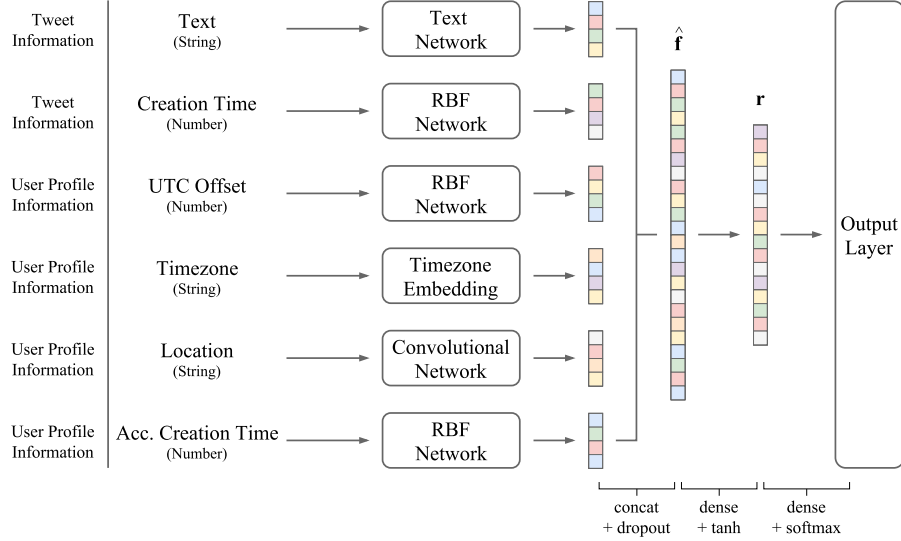 Tweet
Information
Text
(String)
Text
Network
f̂
Tweet
Information
Creation Time
(Number)
RBF
Network
r
User Profile
Information
UTC Offset
(Number)
RBF
Network
Output
Layer
User Profile
Information
Timezone
(String)
Timezone
Embedding
User Profile
Information
Location
(String)
Convolutional
Network
User Profile
Information
Acc. Creation Time
(Number)
RBF
Network
concat
+ dropout
dense
+ tanh
dense
+ softmax